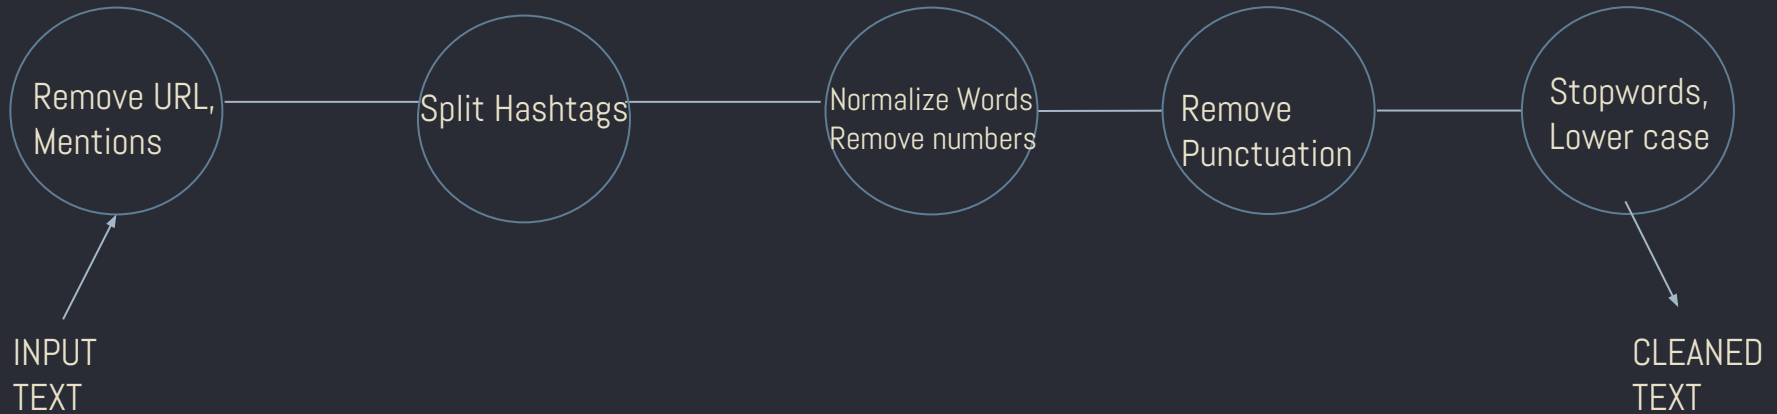 Remove URL,
Mentions
Split Hashtags
Normalize Words
Remove numbers
Remove
Punctuation
Stopwords,
Lower case
INPUT
TEXT
CLEANED
TEXT